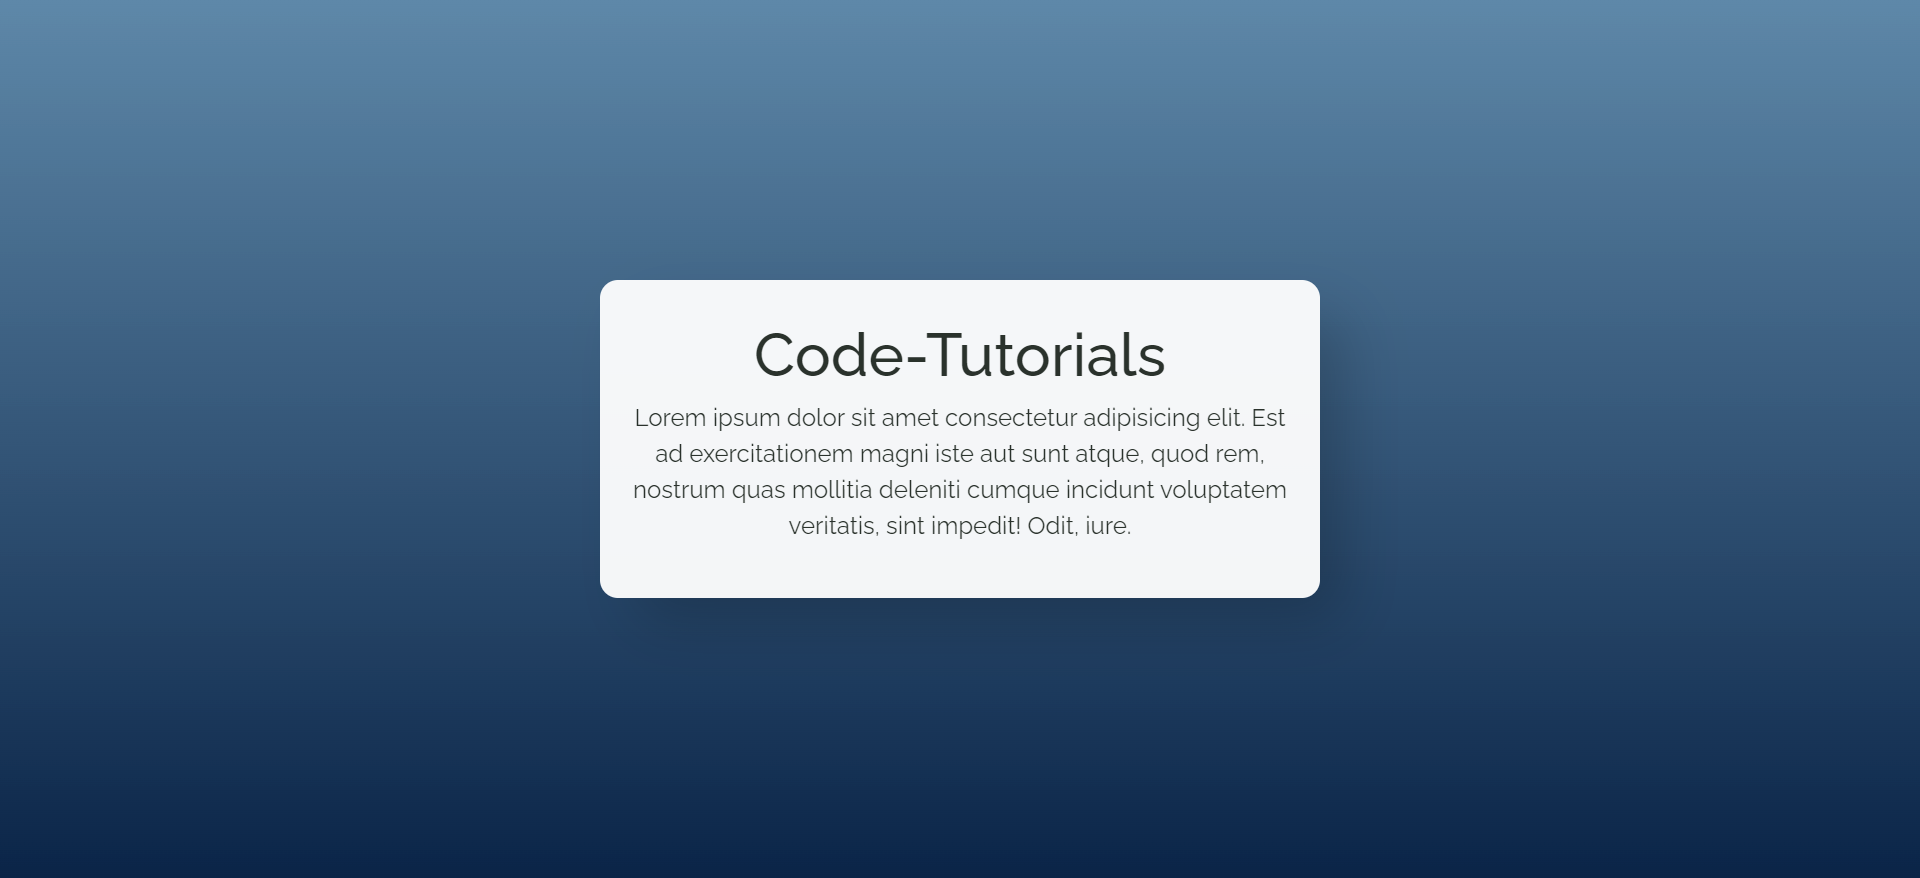 Code-Tutorials
Lorem ipsum dolor sit amet consectetur adipisicing elit. Est
ad exercitationem magni iste aut sunt atque, quod rem,
nostrum quas mollitia deleniti cumque incidunt voluptatem
veritatis, sint impedit! Odit, iure.